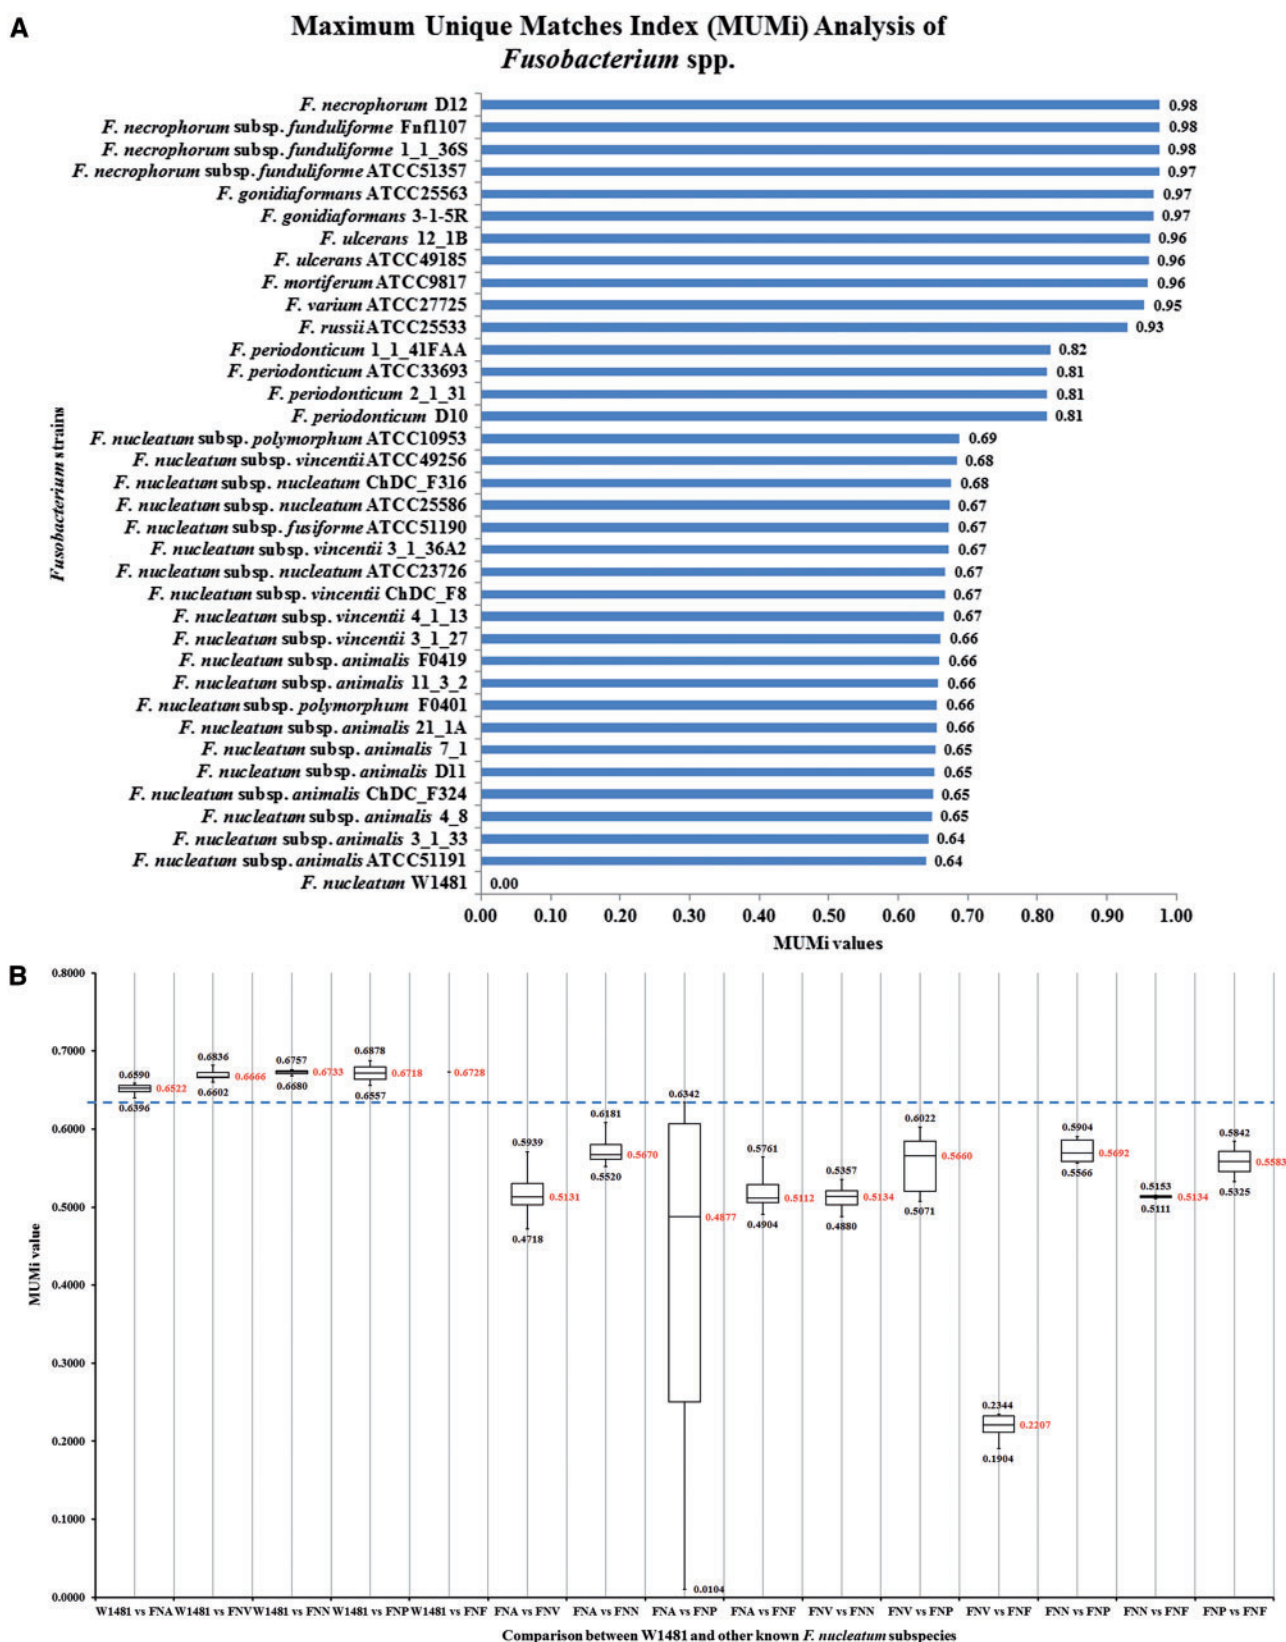 A
Maximum Unique Matches Index (MUMi) Analysis of
Fusobacterium spp.
Fusobacterium strains
F. necrophorum D12 0.98
F. necrophorum subsp. funduliforme Fnf1107 0.98
F. necrophorum subsp. funduliforme 1_1_36S 0.98
F. necrophorum subsp. funduliforme ATCC51357 0.97
F. gonidiaformans ATCC25563 0.97
F. gonidiaformans 3-1-5R 0.97
F. ulcerans 12_1B 0.96
F. ulcerans ATCC49185 0.96
F. mortiferum ATCC9817 0.96
F. varium ATCC27725 0.95
F. russii ATCC25533 0.93
F. periodonticum 1_1_41FAA 0.82
F. periodonticum ATCC33693 0.81
F. periodonticum 2_1_31 0.81
F. periodonticum D10 0.81
F. nucleatum subsp. polymorphum ATCC10953 0.69
F. nucleatum subsp. vincentii ATCC49256 0.68
F. nucleatum subsp. nucleatum ChDC_F316 0.68
F. nucleatum subsp. nucleatum ATCC25586 0.67
F. nucleatum subsp. fusiforme ATCC51190 0.67
F. nucleatum subsp. vincentii 3_1_36A2 0.67
F. nucleatum subsp. nucleatum ATCC23726 0.67
F. nucleatum subsp. vincentii ChDC_F8 0.67
F. nucleatum subsp. vincentii 4_1_13 0.67
F. nucleatum subsp. vincentii 3_1_27 0.66
F. nucleatum subsp. animalis F0419 0.66
F. nucleatum subsp. animalis 11_3_2 0.66
F. nucleatum subsp. polymorphum F0401 0.66
F. nucleatum subsp. animalis 21_1A 0.66
F. nucleatum subsp. animalis 7_1 0.65
F. nucleatum subsp. animalis D11 0.65
F. nucleatum subsp. animalis ChDC_F324 0.65
F. nucleatum subsp. animalis 4_8 0.65
F. nucleatum subsp. animalis 3_1_33 0.64
F. nucleatum subsp. animalis ATCC51191 0.64
F. nucleatum W1481 0.00
0.00 0.10 0.20 0.30 0.40 0.50 0.60 0.70 0.80 0.90 1.00
MUMi values
B
MUMi value
0.8000
0.7000
0.6000
0.5000
0.4000
0.3000
0.2000
0.1000
0.0000
0.6590 0.6522 0.6396
0.6836 0.6666 0.6602
0.6757 0.6733 0.6680
0.6878 0.6718 0.6557
0.6728
0.5939 0.5131 0.4718
0.6181 0.5670 0.5520
0.6342 0.4877 0.0104
0.5761 0.5112 0.4904
0.5357 0.5134 0.4880
0.6022 0.5660 0.5071
0.2344 0.2207 0.1904
0.5904 0.5692 0.5566
0.5153 0.5134 0.5111
0.5842 0.5583 0.5325
W1481 vs FNA W1481 vs FNV W1481 vs FNN W1481 vs FNP W1481 vs FNF FNA vs FNV FNA vs FNN FNA vs FNP FNA vs FNF FNV vs FNN FNV vs FNP FNV vs FNF FNN vs FNP FNN vs FNF FNP vs FNF
Comparison between W1481 and other known F. nucleatum subspecies